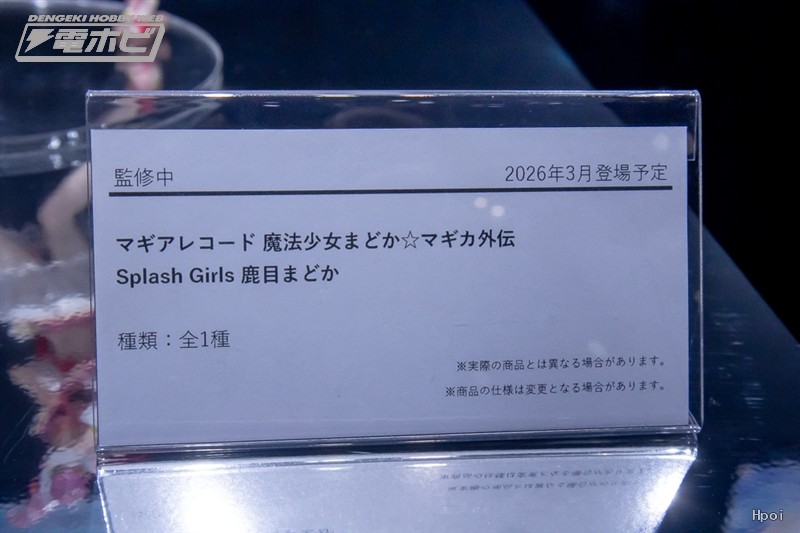 DENGEKI HOBBY WEB
電ホビ
監修中
2026年3月登場予定
マギアレコード 魔法少女まどか☆マギカ外伝
Splash Girls 鹿目まどか
種類：全1種
※実際の商品とは異なる場合があります。
※商品の仕様は変更となる場合があります。
Hpoi